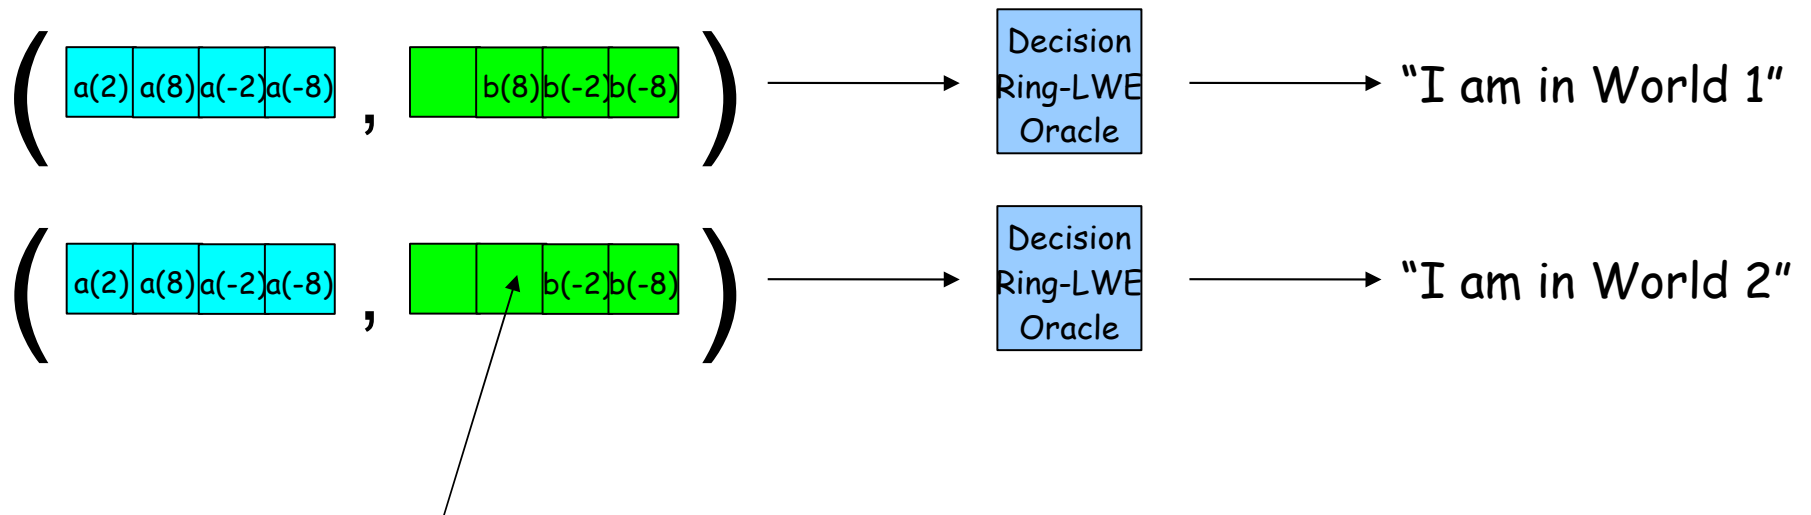 ( a(2) a(8) a(-2) a(-8) , b(8) b(-2) b(-8) )
Decision
Ring-LWE
Oracle
“I am in World 1”
( a(2) a(8) a(-2) a(-8) , b(-2) b(-8) )
Decision
Ring-LWE
Oracle
“I am in World 2”